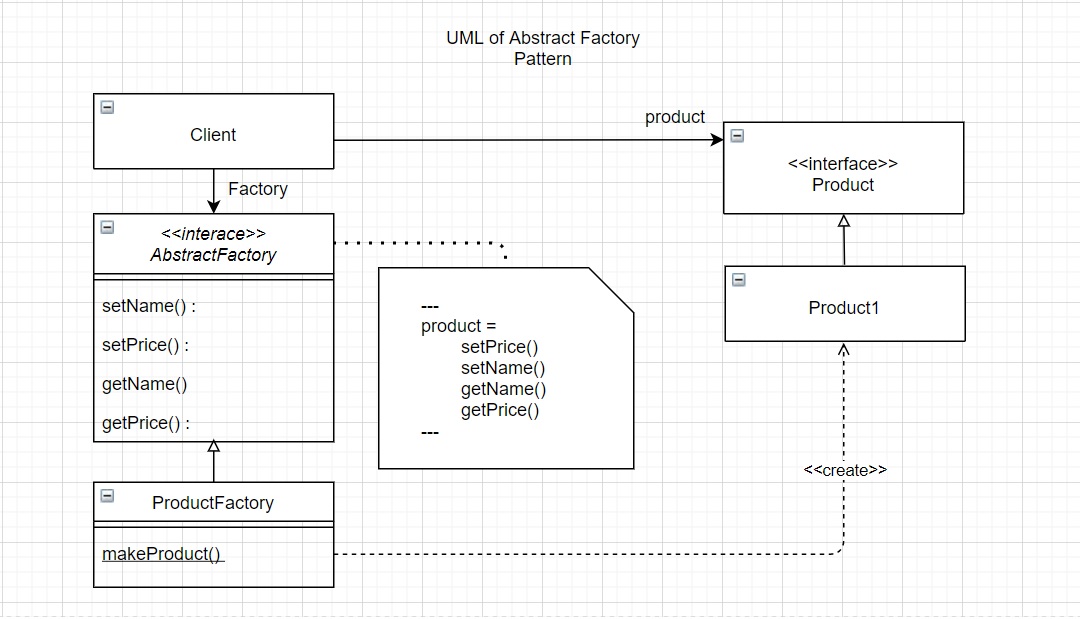 UML of Abstract Factory
Pattern
Client
product
<<interface>>
Product
Factory
<<interace>>
AbstractFactory
setName() :
setPrice() :
getName()
getPrice() :
---
product =
setPrice()
setName()
getName()
getPrice()
---
Product1
<<create>>
ProductFactory
makeProduct()